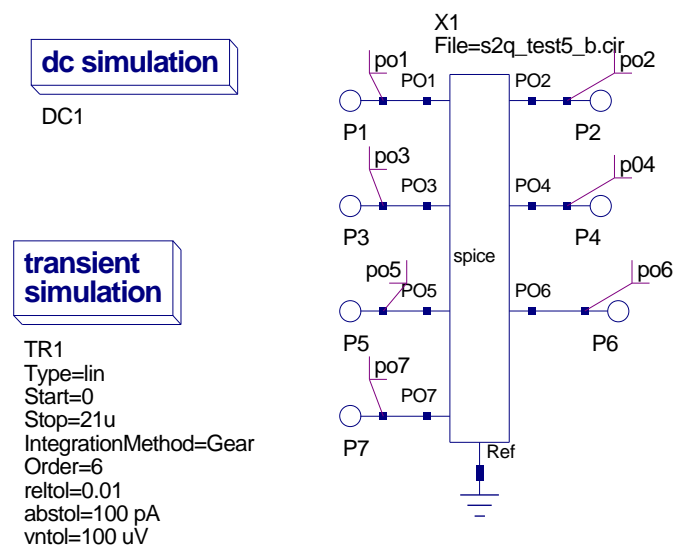 dc simulation
DC1
X1
File=s2q_test5_b.cir
po1
PO1
P1
po2
PO2
P2
po3
PO3
P3
p04
PO4
P4
spice
po5
PO5
P5
po6
PO6
P6
po7
PO7
P7
Ref
transient
simulation
TR1
Type=lin
Start=0
Stop=21u
IntegrationMethod=Gear
Order=6
reltol=0.01
abstol=100 pA
vntol=100 uV